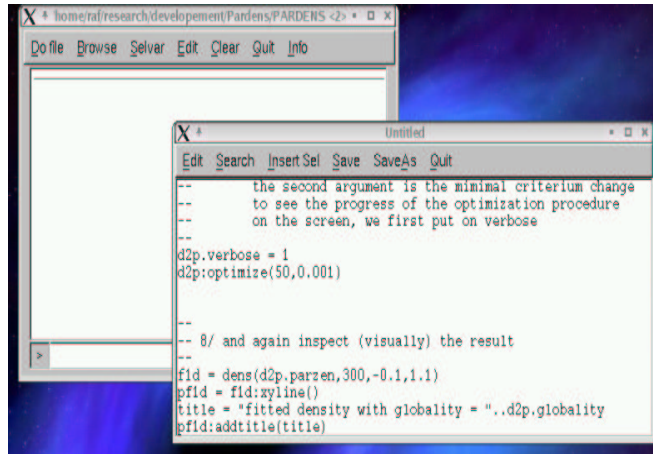 home/raf/research/developement/Pardens/PARDENS <2>
Do file Browse Selvar Edit Clear Quit Info
>
Untitled
Edit Search Insert Sel Save SaveAs Quit
-- the second argument is the minimal criterium change
-- to see the progress of the optimization procedure
-- on the screen, we first put on verbose
--
d2p.verbose = 1
d2p:optimize(50,0.001)
--
-- 8/ and again inspect (visually) the result
--
f1d = dens(d2p.parzen,300,-0.1,1.1)
pf1d = f1d:xyline()
title = "fitted density with globality = "..d2p.globality
pf1d:addtitle(title)